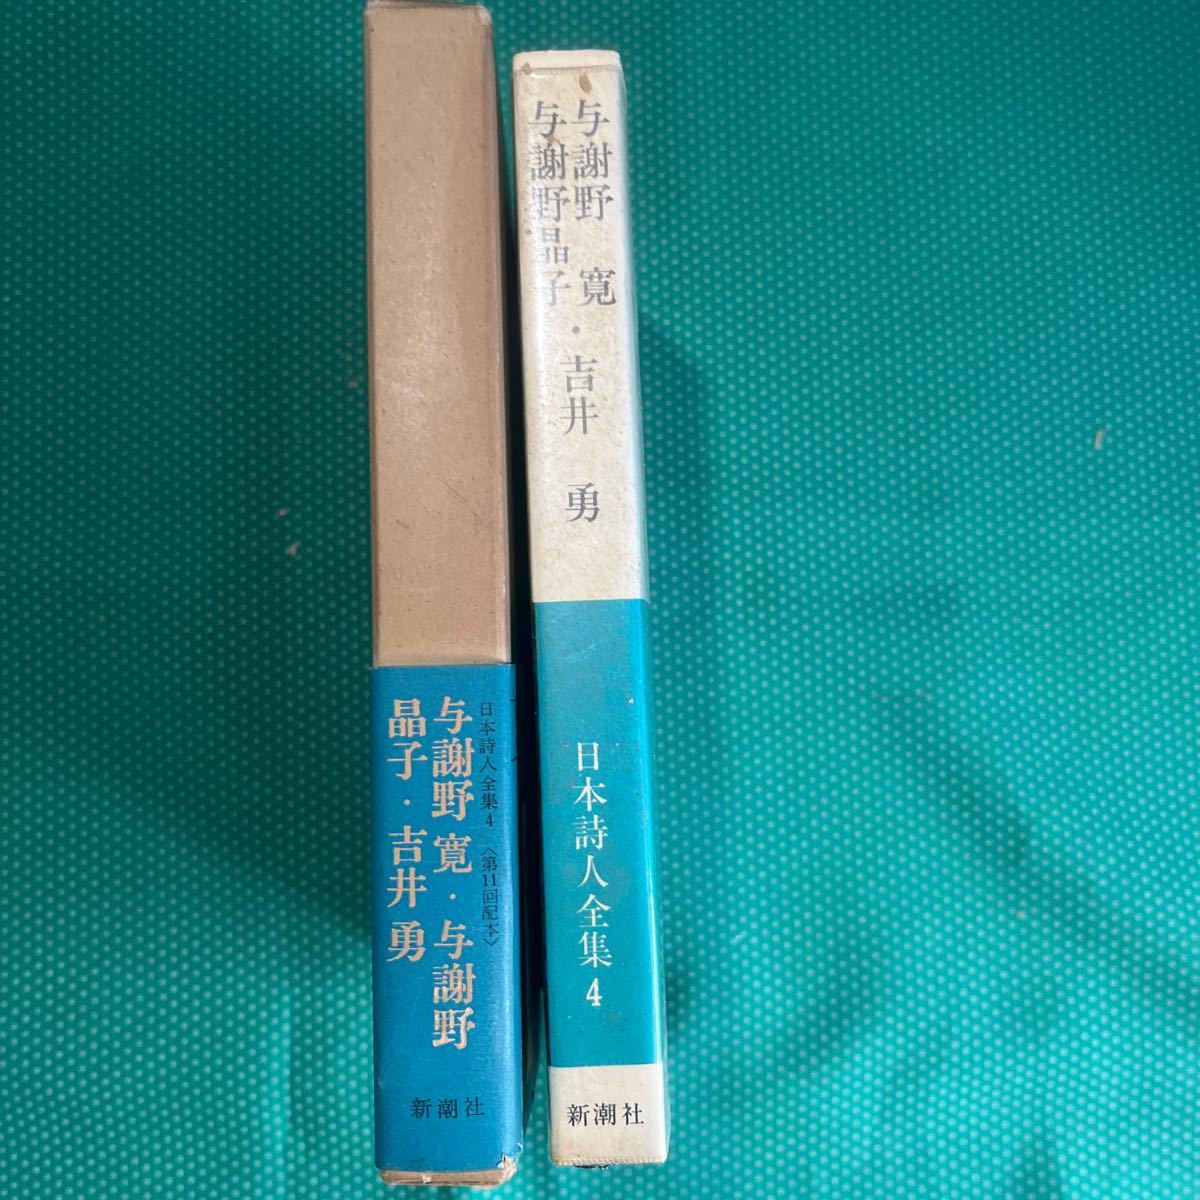 日本詩人全集4〈第11回配本〉
与謝野 寛・与謝野
晶子・吉井 勇
新潮社
与謝野 寛
与謝野晶子
・吉井 勇
日本詩人全集4
新潮社